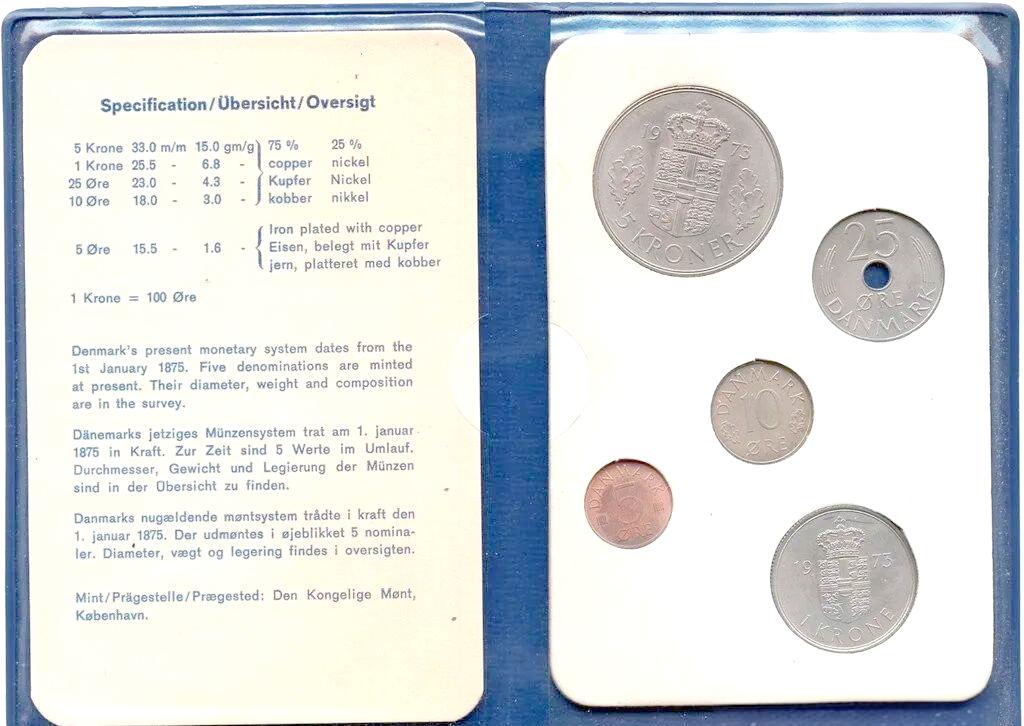 Specification/Übersicht/Oversigt
5 Krone 33.0 m/m 15.0 gm/g 75 % 25 %
1 Krone 25.5 - 6.8 - copper nickel
25 Øre 23.0 - 4.3 - Kupfer Nickel
10 Øre 18.0 - 3.0 - kobber nikkel
Iron plated with copper
5 Øre 15.5 - 1.6 - Eisen, belegt mit Kupfer
jern, platteret med kobber
1 Krone = 100 Øre
Denmark's present monetary system dates from the
1st January 1875. Five denominations are minted
at present. Their diameter, weight and composition
are in the survey.
Dänemarks jetziges Münzensystem trat am 1. januar
1875 in Kraft. Zur Zeit sind 5 Werte im Umlauf.
Durchmesser, Gewicht und Legierung der Münzen
sind in der Übersicht zu finden.
Danmarks nugældende møntsystem trådte i kraft den
1. januar 1875. Der udmøntes i øjeblikket 5 nomina-
ler. Diameter, vægt og legering findes i oversigten.
Mint/Prägestelle/Prægested: Den Kongelige Mønt,
København.
1973
5 KRONER
25
ØRE
DANMARK
DANMARK
10
ØRE
DANMARK
5
ØRE
1973
1 KRONE